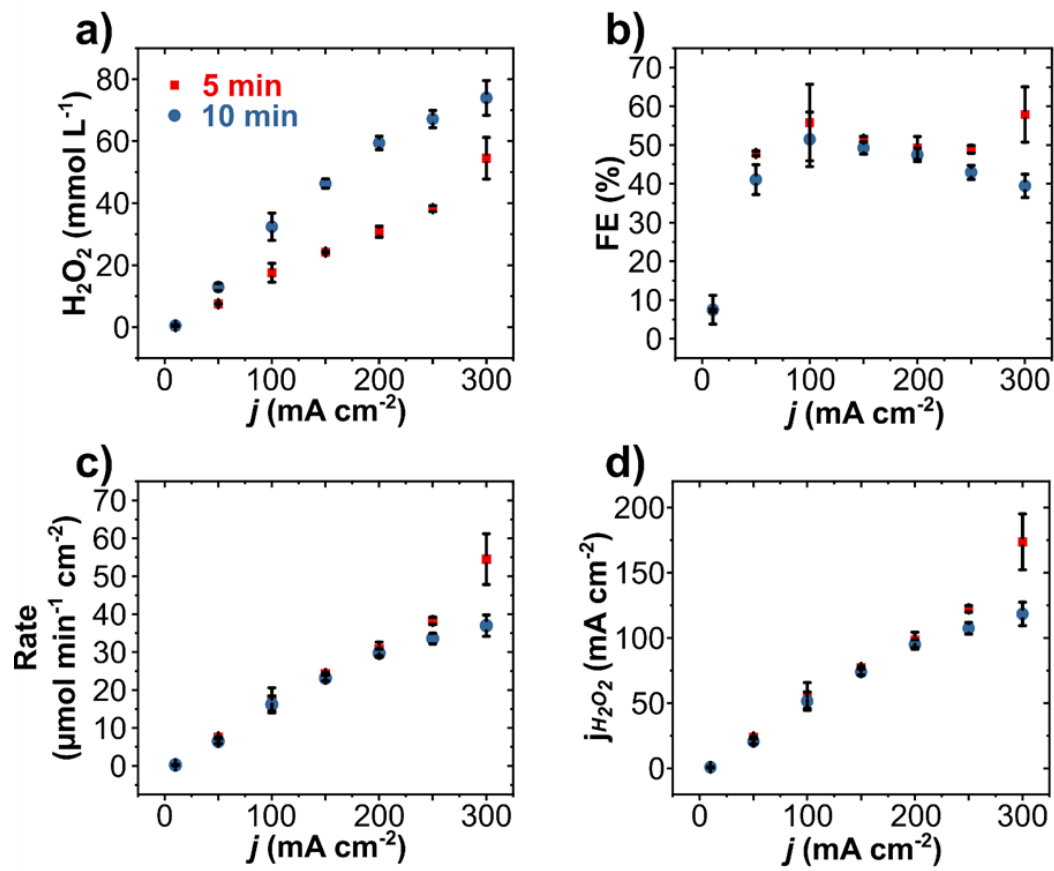 a)
H₂O₂ (mmol L⁻¹)
80
60
40
20
0
5 min
10 min
0 100 200 300
j (mA cm⁻²)
b)
FE (%)
70
60
50
40
30
20
10
0
0 100 200 300
j (mA cm⁻²)
c)
Rate
(μmol min⁻¹ cm⁻²)
70
60
50
40
30
20
10
0
0 100 200 300
j (mA cm⁻²)
d)
jH₂O₂ (mA cm⁻²)
200
150
100
50
0
0 100 200 300
j (mA cm⁻²)